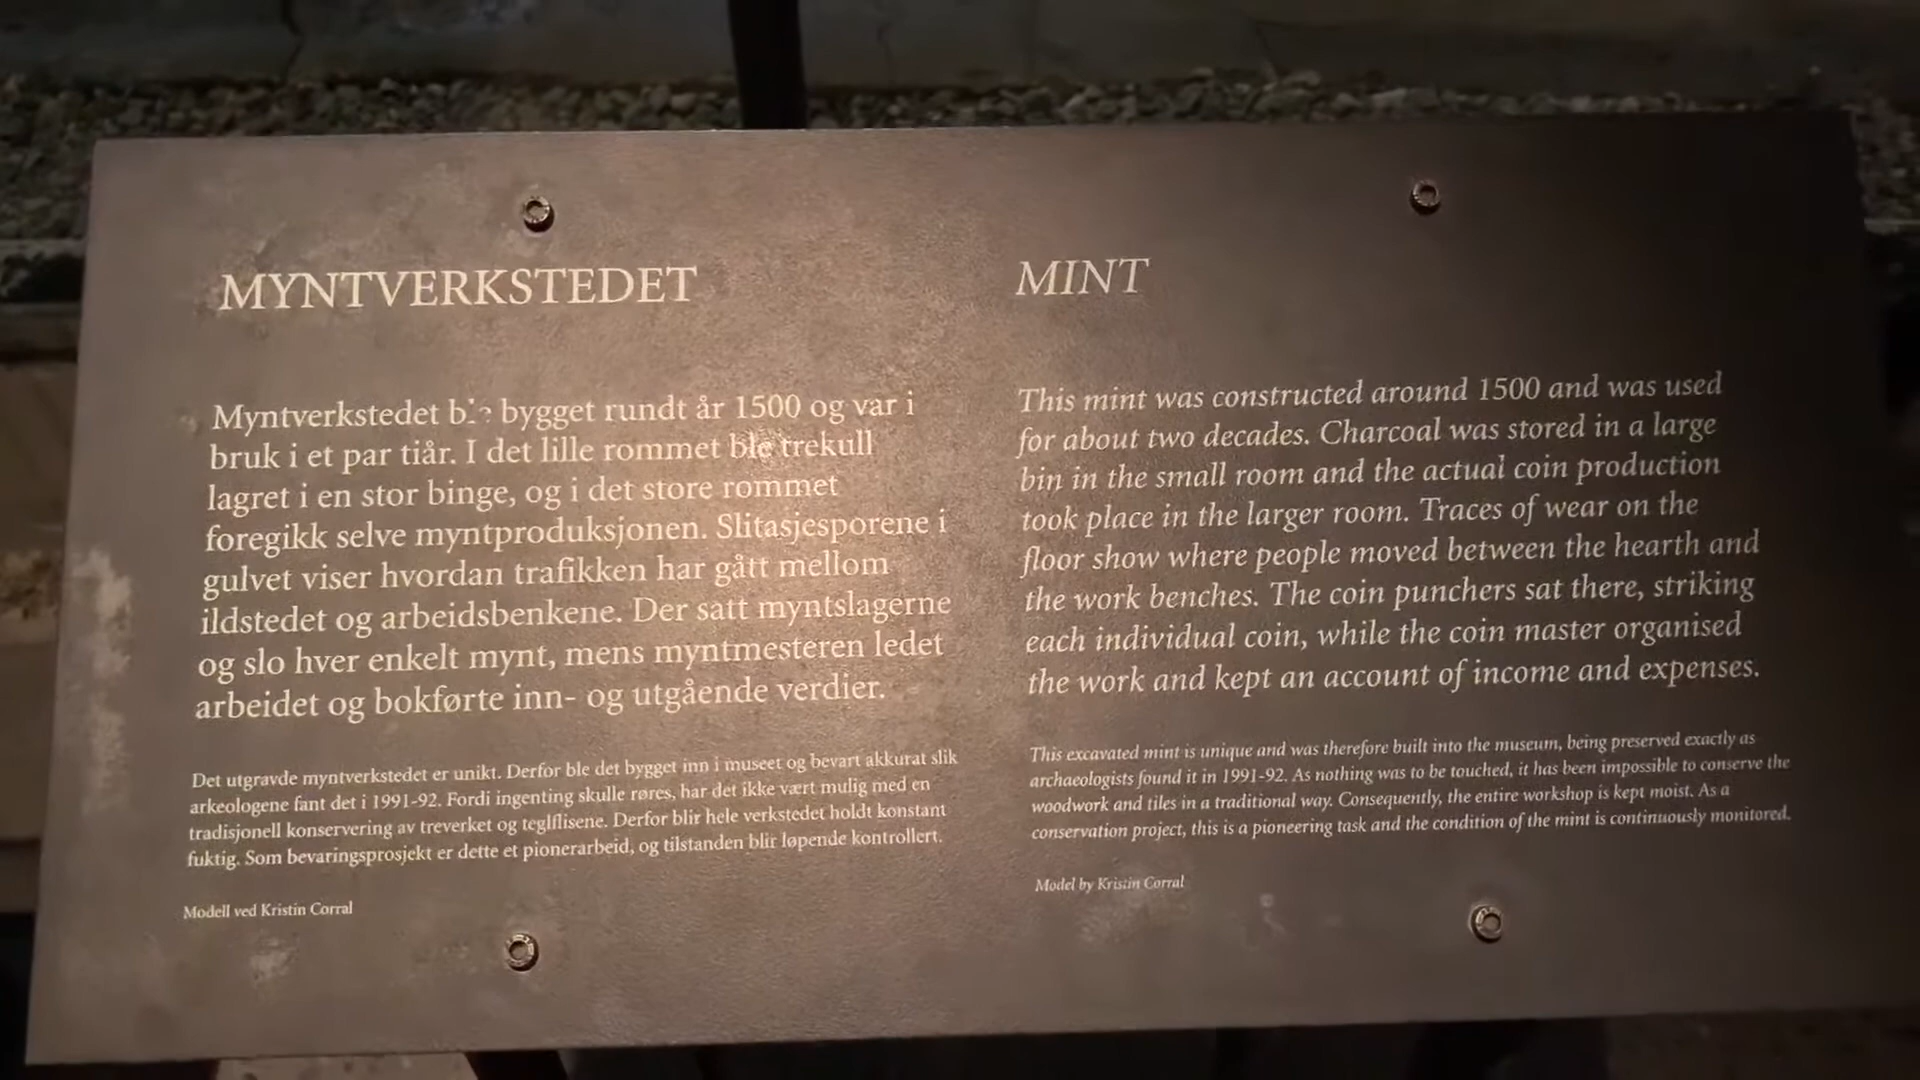 MYNTVERKSTEDET
Myntverkstedet bygget rundt år 1500 og var i
bruk i et par tiår. I det lille rommet ble trekull
lagret i en stor binge, og i det store rommet
foregikk selve myntproduksjonen. Slitasjesporene i
gulvet viser hvordan trafikken har gått mellom
ildstedet og arbeidsbenkene. Der satt myntslagerne
og slo hver enkelt mynt, mens myntmesteren ledet
arbeidet og bokførte inn- og utgående verdier.
Det utgravde myntverkstedet er unikt. Derfor ble det bygget inn i museet og bevart akkurat slik
arkeologene fant det i 1991-92. Fordi ingenting skulle røres, har det ikke vært mulig med en
tradisjonell konservering av treverket og teglflisene. Derfor blir hele verkstedet holdt konstant
fuktig. Som bevaringsprosjekt er dette et pionerarbeid, og tilstanden blir løpende kontrollert.
Modell ved Kristin Corral
MINT
This mint was constructed around 1500 and was used
for about two decades. Charcoal was stored in a large
bin in the small room and the actual coin production
took place in the larger room. Traces of wear on the
floor show where people moved between the hearth and
the work benches. The coin punchers sat there, striking
each individual coin, while the coin master organised
the work and kept an account of income and expenses.
This excavated mint is unique and was therefore built into the museum, being preserved exactly as
archaeologists found it in 1991-92. As nothing was to be touched, it has been impossible to conserve the
woodwork and tiles in a traditional way. Consequently, the entire workshop is kept moist. As a
conservation project, this is a pioneering task and the condition of the mint is continuously monitored.
Model by Kristin Corral